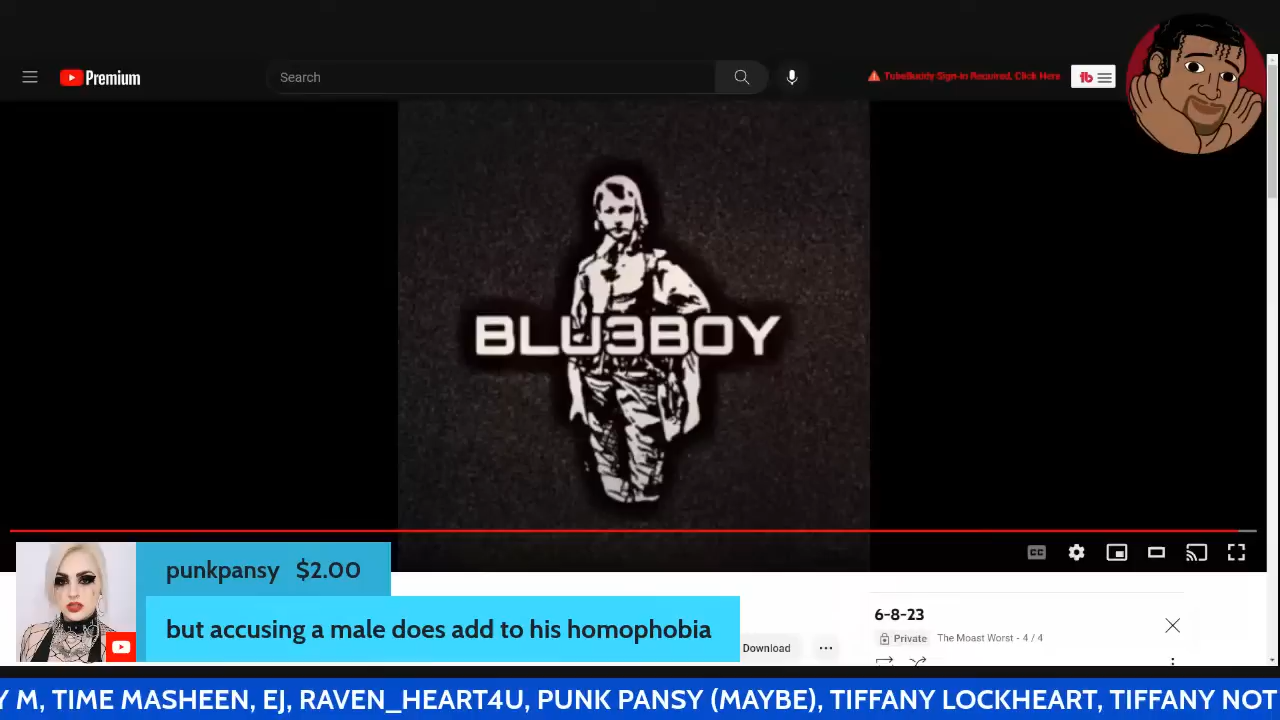 Premium
Search
TubeBuddy Sign-in Required, Click Here
tb
BLU3BOY
CC
punkpansy $2.00
but accusing a male does add to his homophobia
Download
6-8-23
Private The Moast Worst - 4 / 4
Y M, TIME MASHEEN, EJ, RAVEN_HEART4U, PUNK PANSY (MAYBE), TIFFANY LOCKHEART, TIFFANY NOT